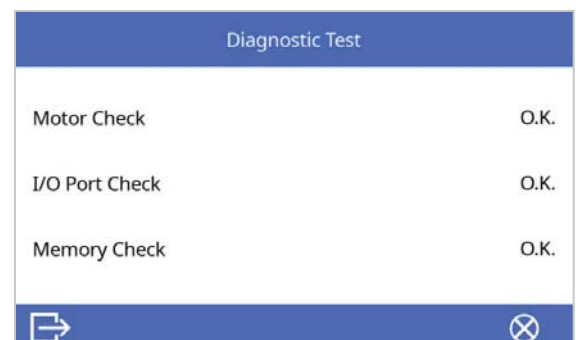 Diagnostic Test
Motor Check O.K.
I/O Port Check O.K.
Memory Check O.K.